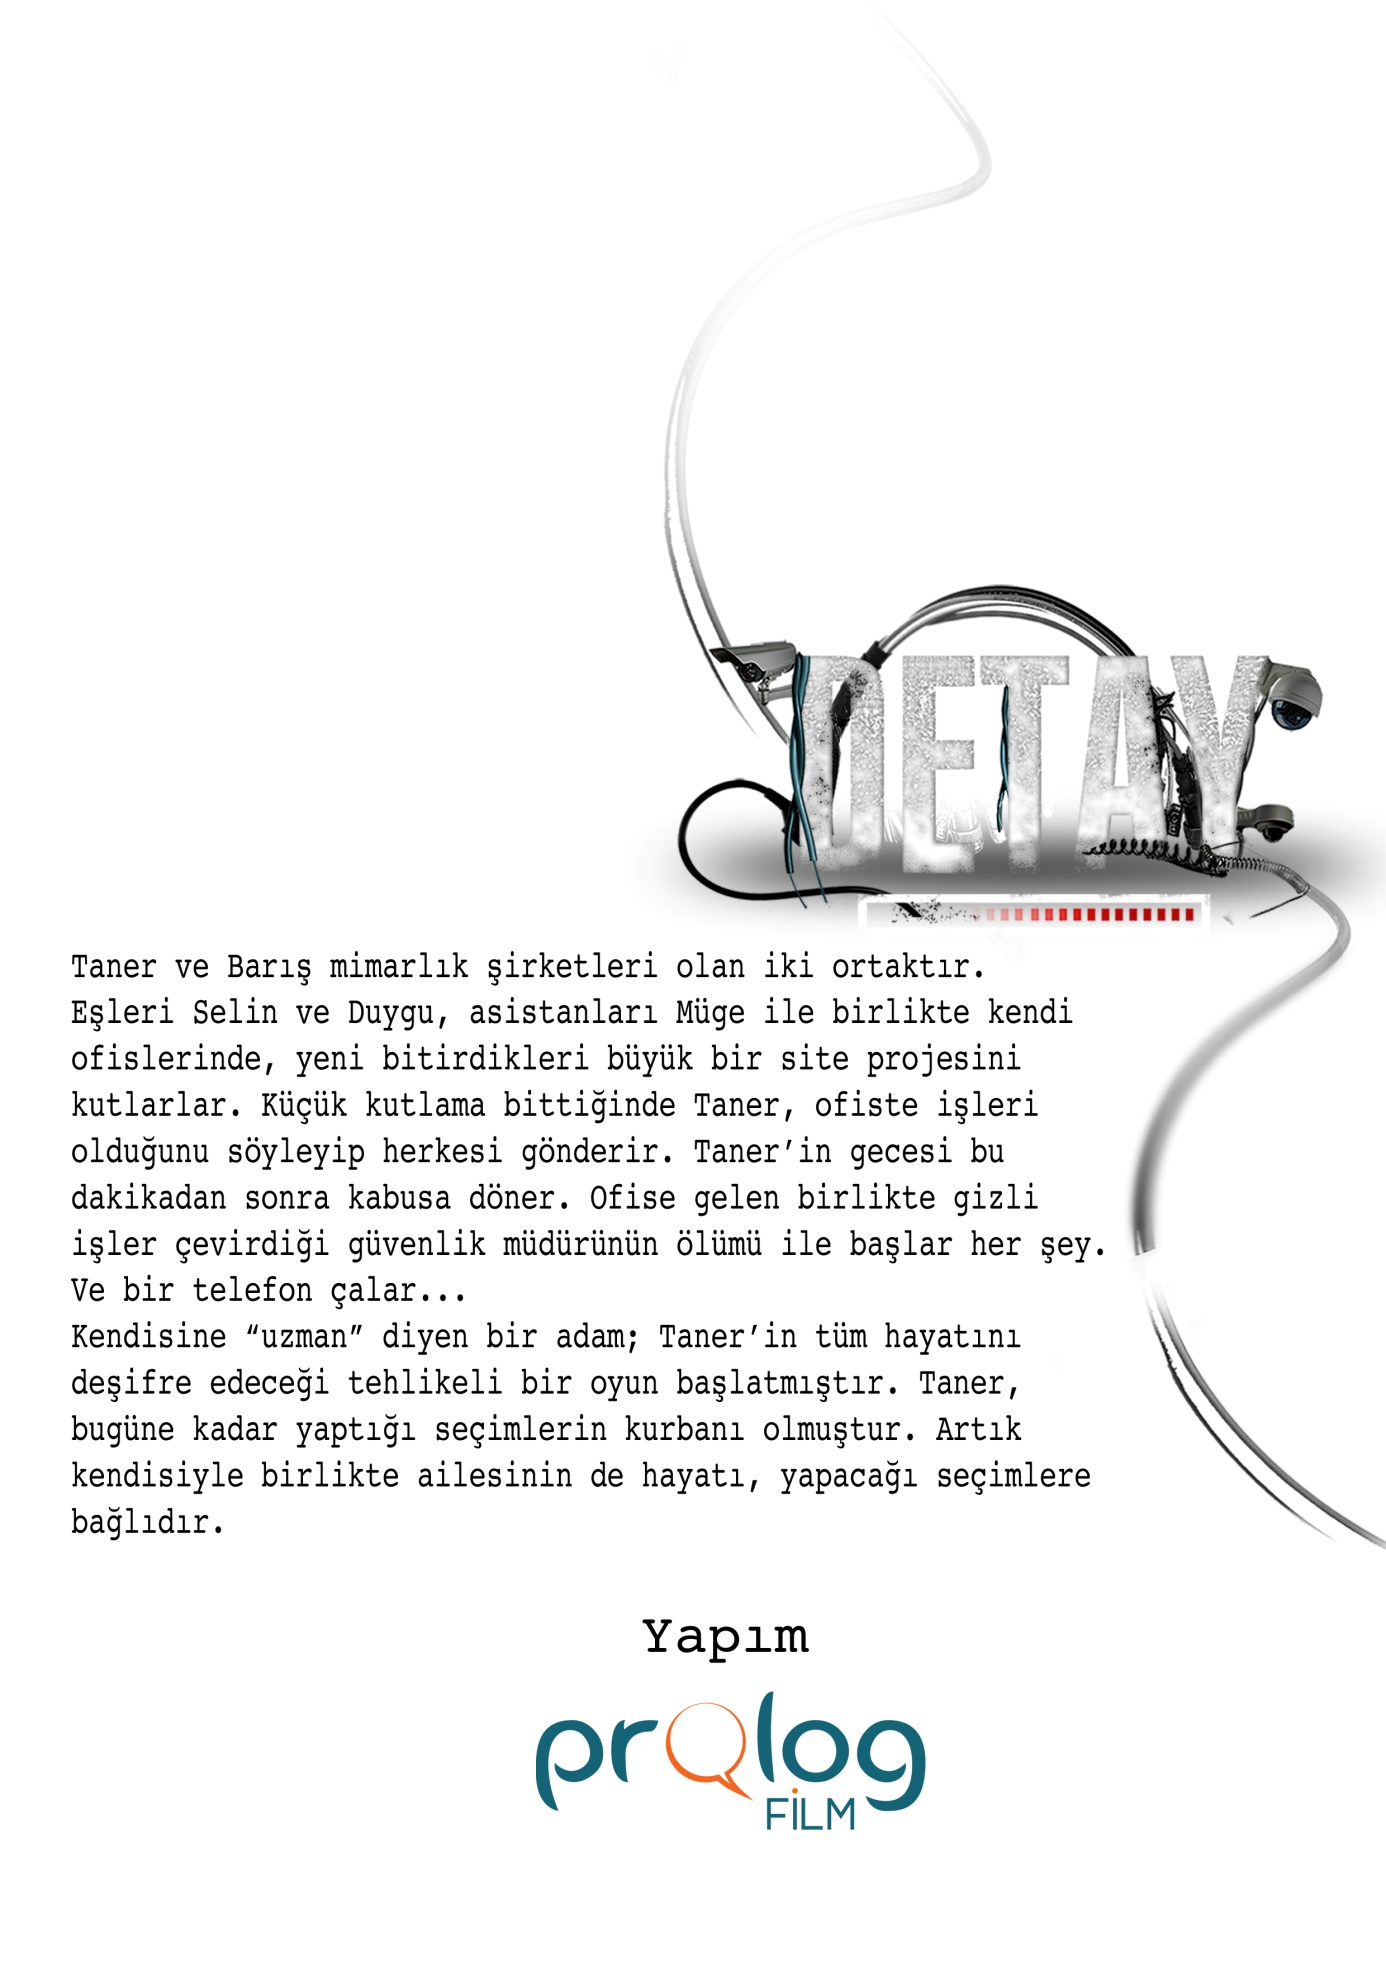 DETAY
Taner ve Barış mimarlık şirketleri olan iki ortaktır.
Eşleri Selin ve Duygu, asistanları Müge ile birlikte kendi
ofislerinde, yeni bitirdikleri büyük bir site projesini
kutlarlar. Küçük kutlama bittiğinde Taner, ofiste işleri
olduğunu söyleyip herkesi gönderir. Taner’in gecesi bu
dakikadan sonra kabusa döner. Ofise gelen birlikte gizli
işler çevirdiği güvenlik müdürünün ölümü ile başlar her şey.
Ve bir telefon çalar...
Kendisine “uzman” diyen bir adam; Taner’in tüm hayatını
deşifre edeceği tehlikeli bir oyun başlatmıştır. Taner,
bugüne kadar yaptığı seçimlerin kurbanı olmuştur. Artık
kendisiyle birlikte ailesinin de hayatı, yapacağı seçimlere
bağlıdır.
Yapım
prolog
FİLM